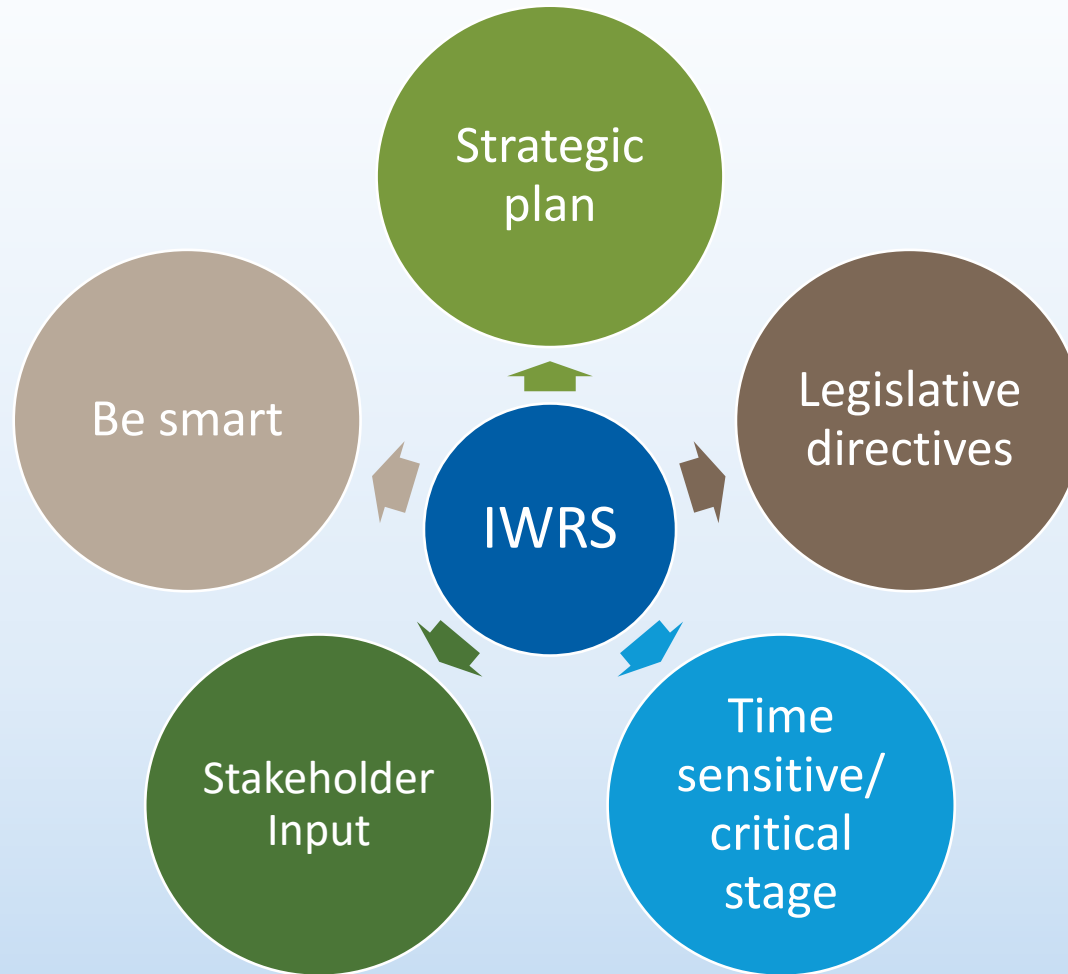 Strategic
plan
Be smart
Legislative
directives
IWRS
Stakeholder
Input
Time
sensitive/
critical
stage